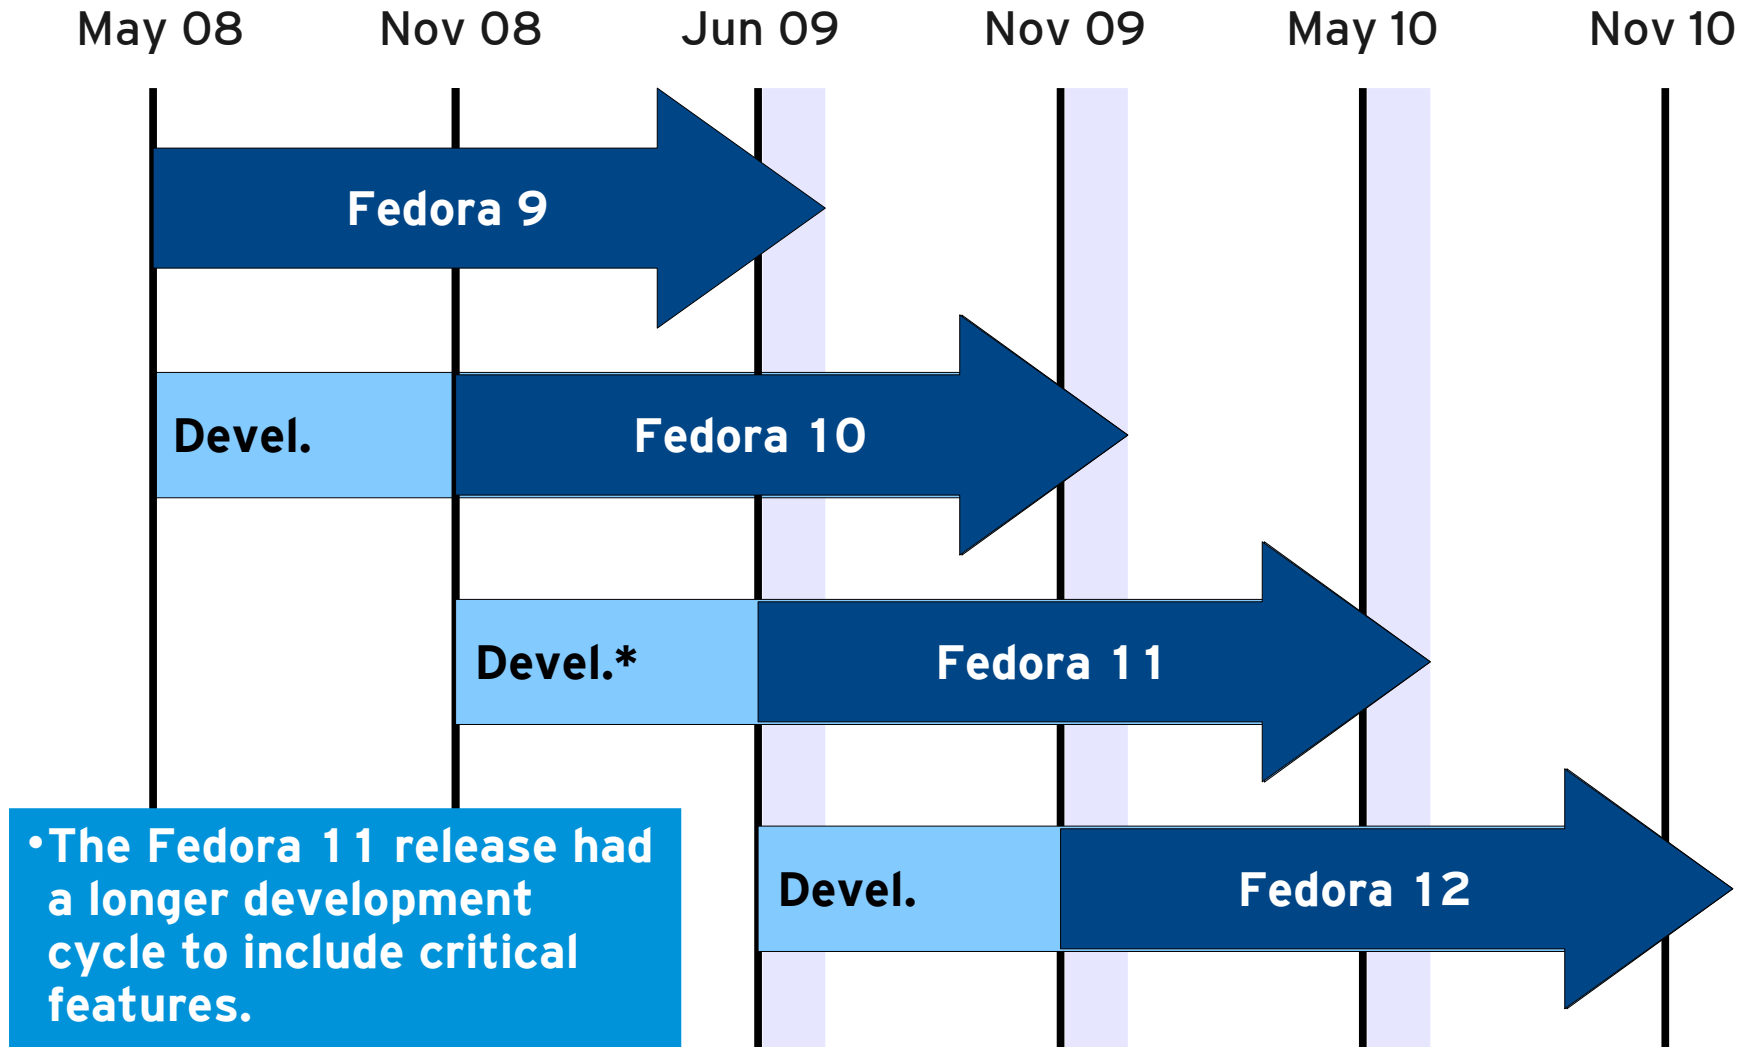 May 08 Nov 08 Jun 09 Nov 09 May 10 Nov 10
Fedora 9
Devel. Fedora 10
Devel.* Fedora 11
Devel. Fedora 12
•The Fedora 11 release had
a longer development
cycle to include critical
features.